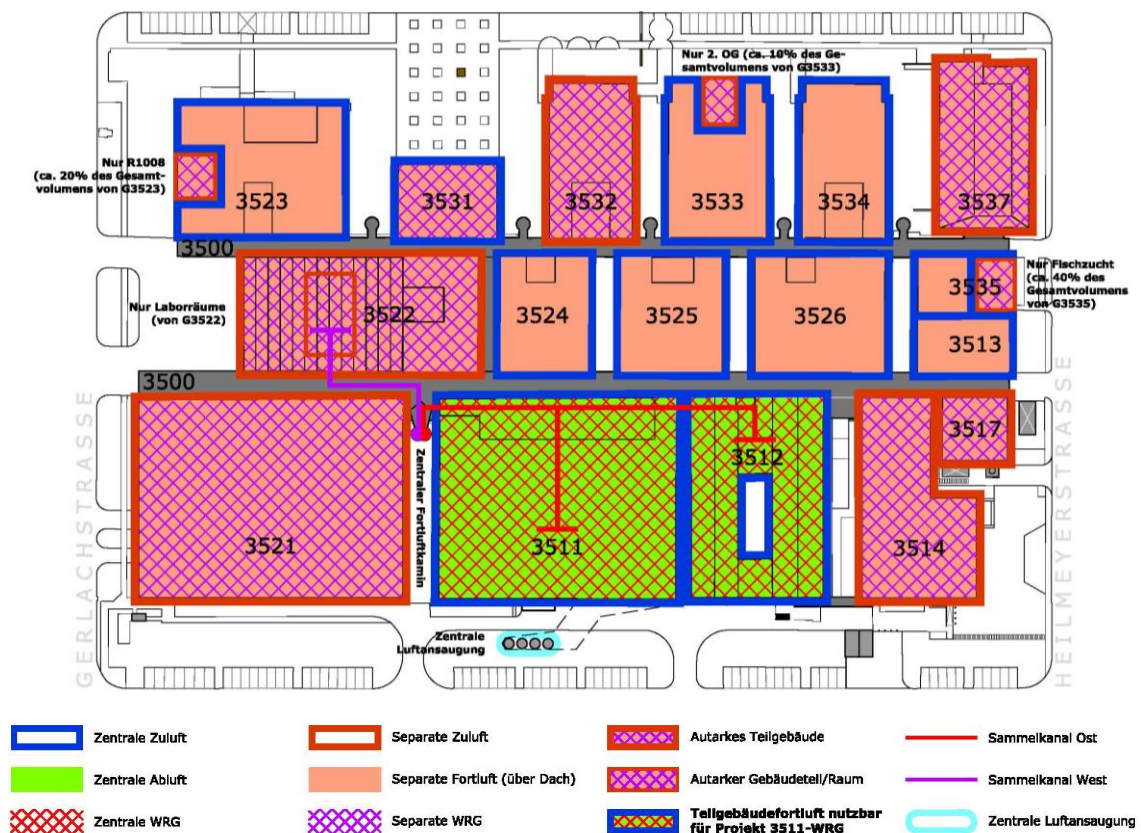 Nur 2. OG (ca. 10% des Ge-
samtvolumens von G3533)
Nur R1008
(ca. 20% des Gesamt-
volumens von G3523)
3523
3531
3532
3533
3534
3537
3500
Nur Laborräume
(von G3522)
3522
3524
3525
3526
3535
3513
Nur Fischzucht
(ca. 40% des
Gesamtvolumens
von G3535)
3500
GERLACHSTRASSE
HEILMEYERSTRASSE
Zentraler Fortluftkamin
3521
3511
3512
3517
3514
Zentrale
Luftansaugung
Zentrale Zuluft
Separate Zuluft
Autarkes Teilgebäude
Sammelkanal Ost
Zentrale Abluft
Separate Fortluft (über Dach)
Autarker Gebäudeteil/Raum
Sammelkanal West
Zentrale WRG
Separate WRG
Teilgebäudefortluft nutzbar
für Projekt 3511-WRG
Zentrale Luftansaugung